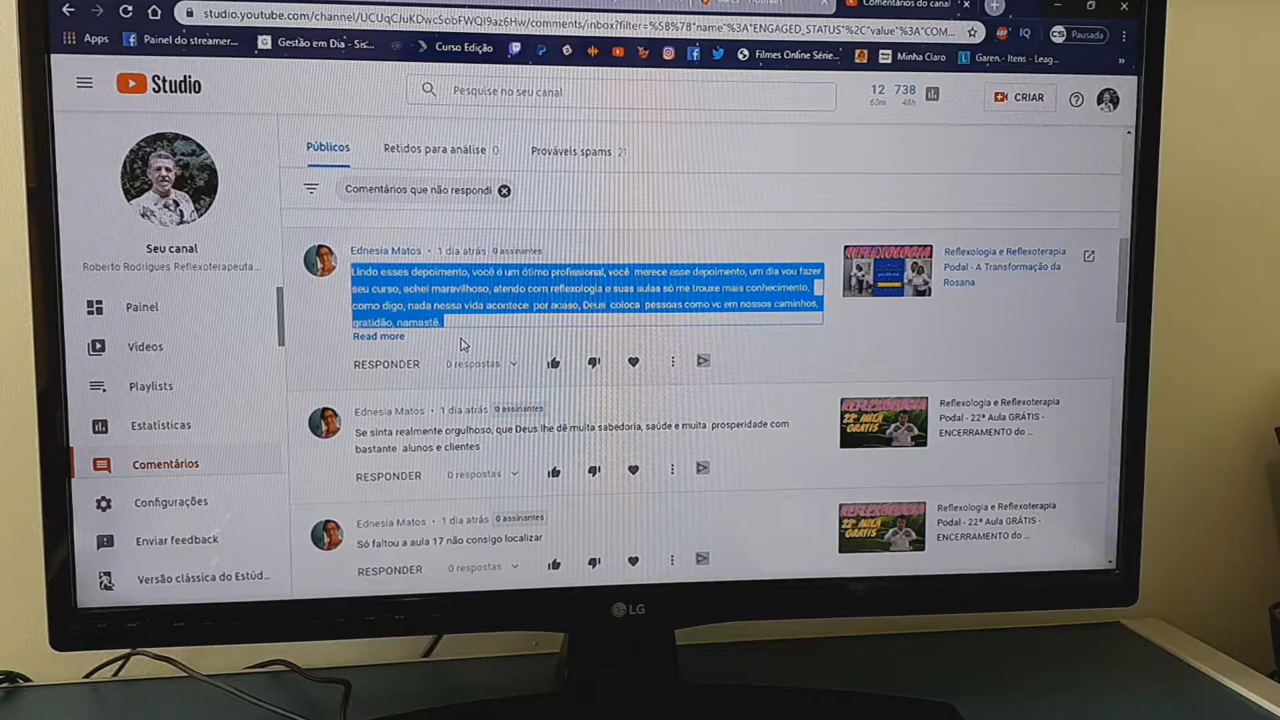 Comentários do canal
studio.youtube.com/channel/UCUqCJuKDwcSobFWQI9az6Hw/comments/inbox?filter=%5B%7B"name"%3A"ENGAGED_STATUS"%2C"value"%3A"COM...
Pausada
Apps
Painel do streamer...
Gestão em Dia - Sis...
Curso Edição
Filmes Online Série...
Minha Claro
Garen - Itens - Leag...
IQ
Studio
Pesquise no seu canal
12 738
60m 48h
CRIAR
Seu canal
Roberto Rodrigues Reflexoterapeuta...
Painel
Vídeos
Playlists
Estatísticas
Comentários
Configurações
Enviar feedback
Versão clássica do Estúd...
Públicos
Retidos para análise 0
Prováveis spams 21
Comentários que não respondi
Ednesia Matos • 1 dia atrás 0 assinantes
Lindo esses depoimento, você é um ótimo profissional, você merece esse depoimento, um dia vou fazer
seu curso, achei maravilhoso, atendo com reflexologia e suas aulas só me trouxe mais conhecimento,
como digo, nada nessa vida acontece por acaso, Deus coloca pessoas como vc em nossos caminhos,
gratidão, namastê.
Read more
RESPONDER 0 respostas
REFLEXOLOGIA
Reflexologia e Reflexoterapia
Podal - A Transformação da
Rosana
Ednesia Matos • 1 dia atrás 0 assinantes
Se sinta realmente orgulhoso, que Deus lhe dê muita sabedoria, saúde e muita prosperidade com
bastante alunos e clientes
RESPONDER 0 respostas
REFLEXOLOGIA
22ª AULA
GRÁTIS
Reflexologia e Reflexoterapia
Podal - 22ª Aula GRÁTIS -
ENCERRAMENTO do ...
Ednesia Matos • 1 dia atrás 0 assinantes
Só faltou a aula 17 não consigo localizar
RESPONDER 0 respostas
REFLEXOLOGIA
22ª AULA
GRÁTIS
Reflexologia e Reflexoterapia
Podal - 22ª Aula GRÁTIS -
ENCERRAMENTO do ...
LG